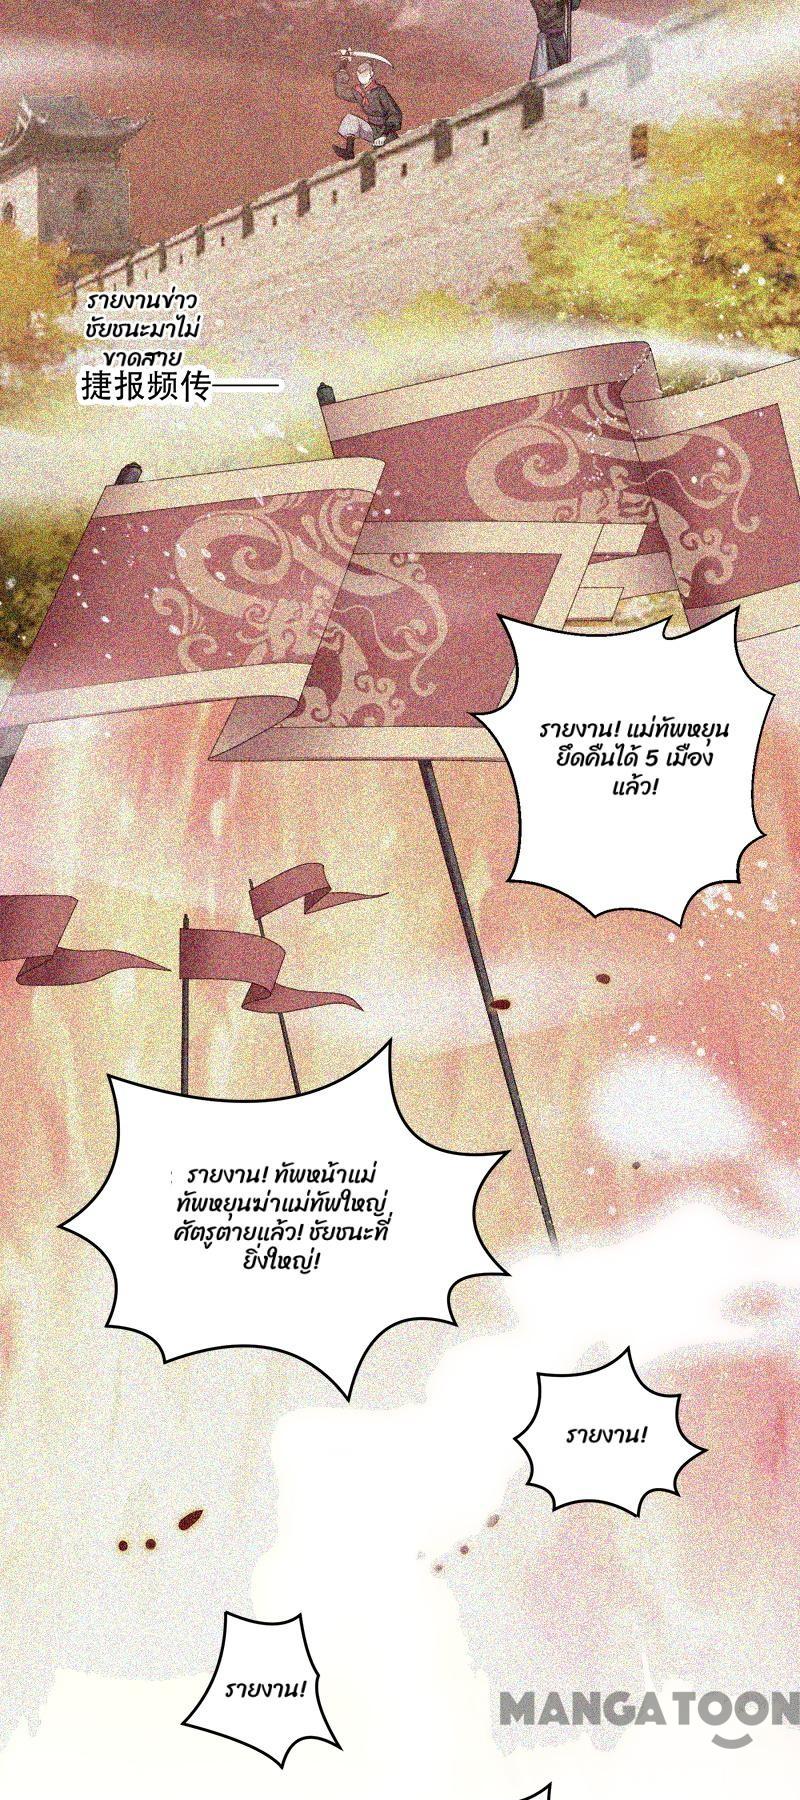 รายงานข่าว
ชัยชนะมาไม่
ขาดสาย
捷报频传——
รายงาน! แม่ทัพหยุน
ยึดคืนได้ 5 เมือง
แล้ว!
รายงาน! ทัพหน้าแม่
ทัพหยุนฆ่าแม่ทัพใหญ่
ศัตรูตายแล้ว! ชัยชนะที่
ยิ่งใหญ่!
รายงาน!
รายงาน!
MANGATOON